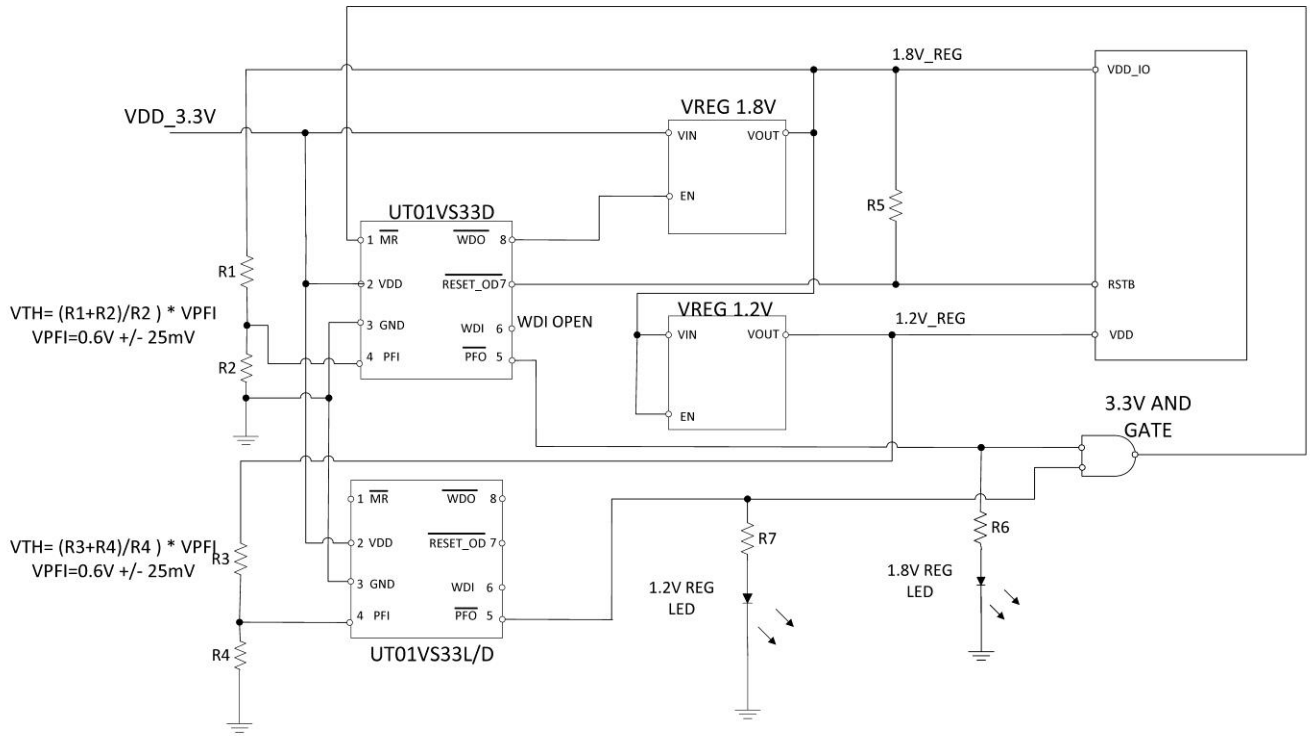 1.8V_REG
VDD_IO
VDD_3.3V
VREG 1.8V
VIN
VOUT
EN
R5
UT01VS33D
1 MR
WDO 8
R1
2 VDD
RESET_OD7
RSTB
VTH= (R1+R2)/R2 ) * VPFI
VPFI=0.6V +/- 25mV
3 GND
WDI 6
WDI OPEN
VREG 1.2V
1.2V_REG
VIN
VOUT
VDD
4 PFI
PFO 5
R2
EN
3.3V AND
GATE
1 MR
WDO 8
R6
VTH= (R3+R4)/R4 ) * VPFI
VPFI=0.6V +/- 25mV
R3
2 VDD
RESET_OD 7
R7
3 GND
WDI 6
1.2V REG
LED
1.8V REG
LED
4 PFI
PFO 5
R4
UT01VS33L/D